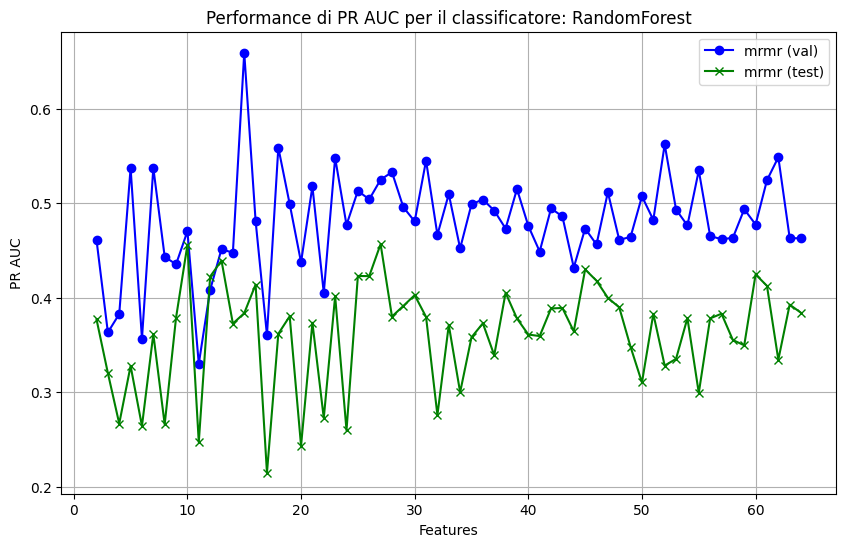 Performance di PR AUC per il classificatore: RandomForest
mrmr (val)
mrmr (test)
PR AUC
0.6
0.5
0.4
0.3
0.2
0
10
20
30
40
50
60
Features